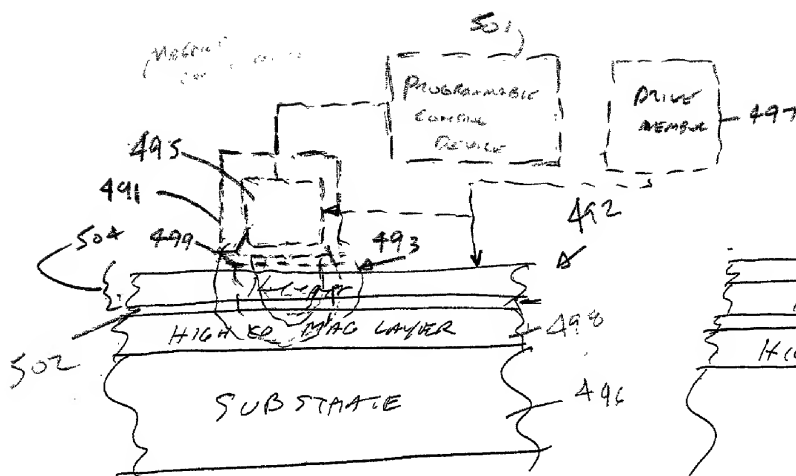 501
PROGRAMMABLE
CONTROL
DEVICE
DRIVE
MEMBER
497
495
491
504
499
493
492
HIGH MAG LAYER
498
502
SUBSTRATE
496